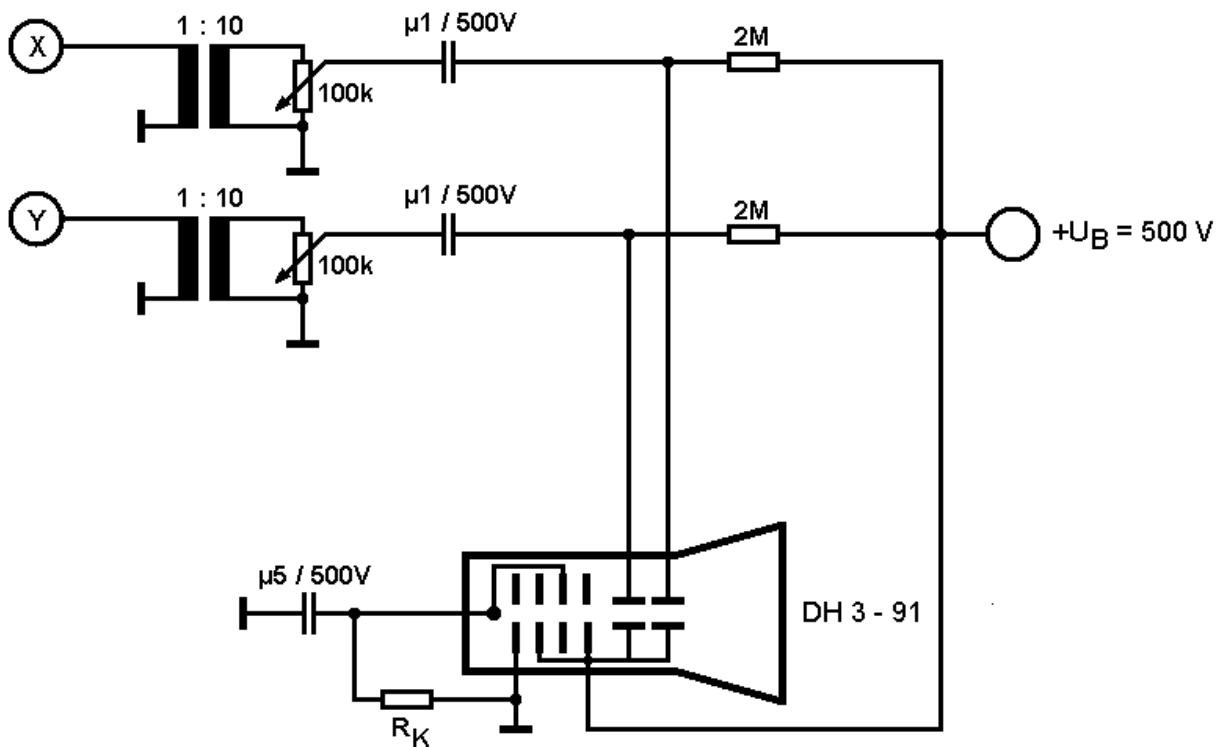 1 : 10
µ1 / 500V
2M
X
100k
1 : 10
µ1 / 500V
2M
Y
100k
+UB = 500 V
µ5 / 500V
DH 3 - 91
RK